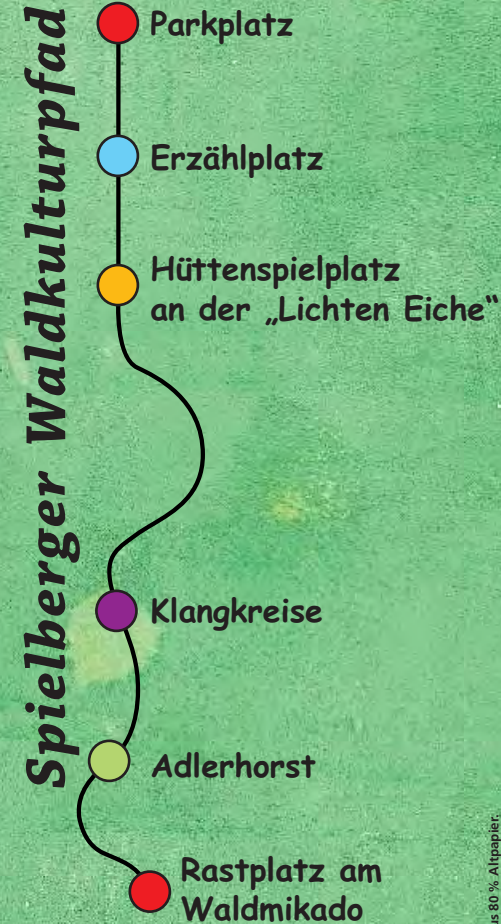 Spielberger Waldkulturpfad
Parkplatz
Erzählplatz
Hüttenspielplatz
an der „Lichten Eiche“
Klangkreise
Adlerhorst
Rastplatz am
Waldmikado
80 % Altpapier.